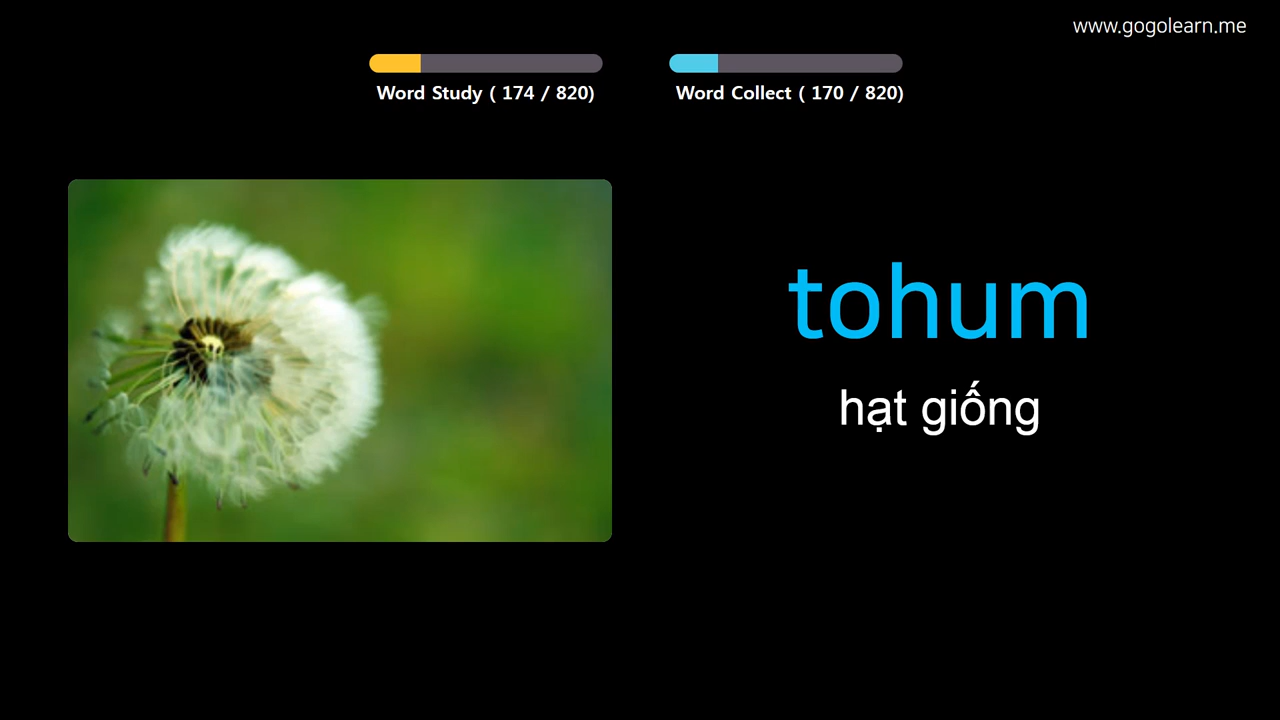 www.gogolearn.me
Word Study ( 174 / 820)
Word Collect ( 170 / 820)
tohum
hạt giống